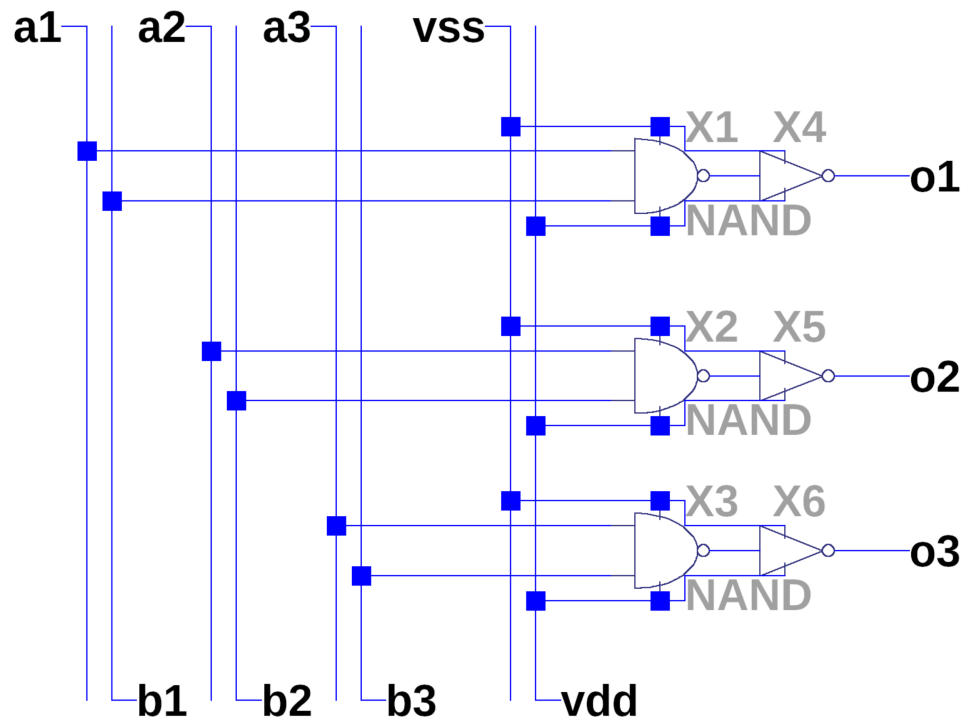 a1 a2 a3 vss
X1 X4
o1
NAND
X2 X5
o2
NAND
X3 X6
o3
NAND
b1 b2 b3 vdd